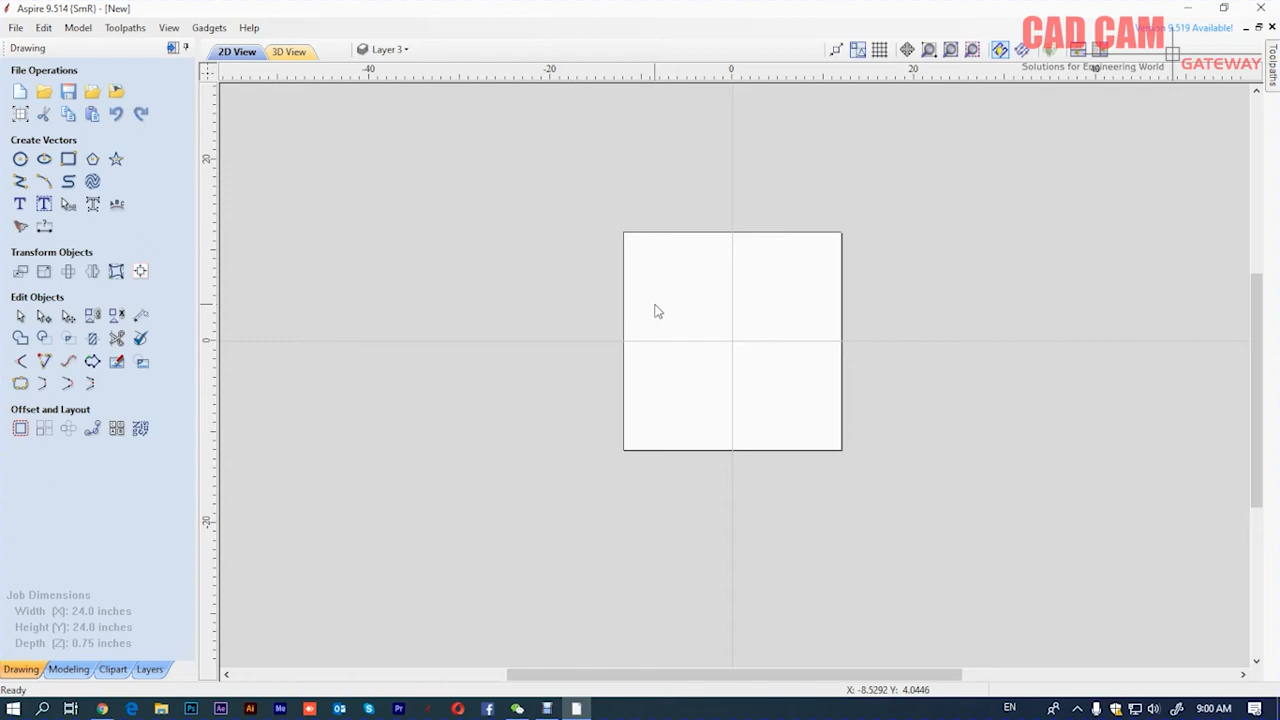 Aspire 9.514 {SmR} - [New]
File Edit Model Toolpaths View Gadgets Help
CAD CAM
Version 9.519 Available!
Solutions for Engineering World
GATEWAY
Drawing
2D View
3D View
Layer 3
Toolpaths
-40 -20 0 20 40
File Operations
Create Vectors
Transform Objects
Edit Objects
Offset and Layout
20
0
-20
Job Dimensions
Width (X): 24.0 inches
Height (Y): 24.0 inches
Depth (Z): 0.75 inches
Drawing Modeling Clipart Layers
Ready
X: -8.5292 Y: 4.0446
EN
9:00 AM